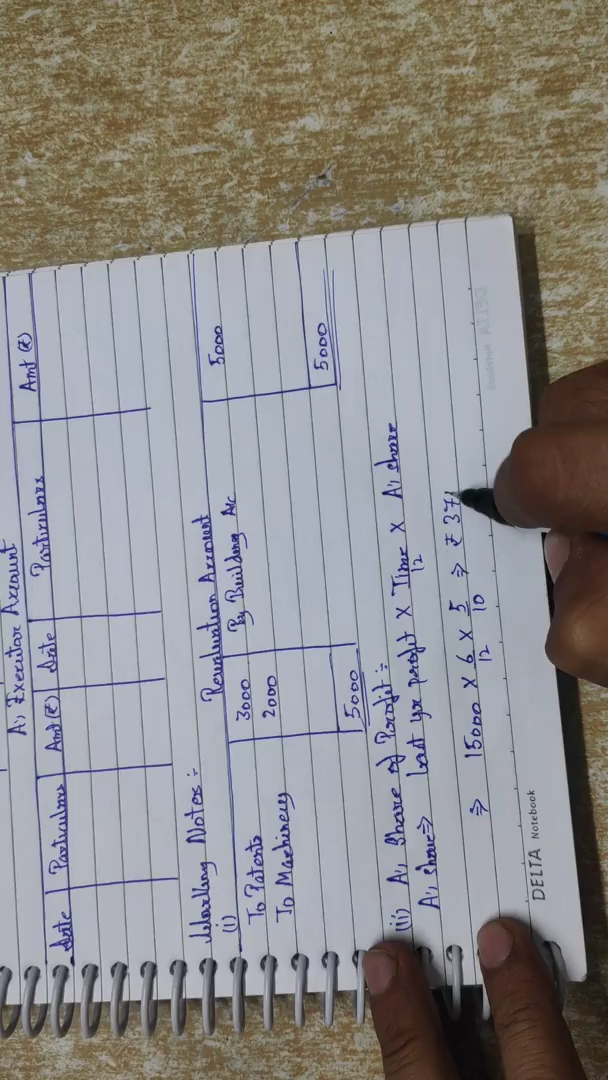 A's Executor Account
Date Particulars Amt (₹) Date Particulars Amt (₹)
Working Notes :-
(i) Revaluation Account
To Patents 3000 By Building A/c 5000
To Machinery 2000
5000 5000
(ii) A's Share of Profit :-
A's share ⇒ Last yr profit × Time/12 × A's share
⇒ 15000 × 6/12 × 5/10 ⇒ ₹ 37
DELTA Notebook